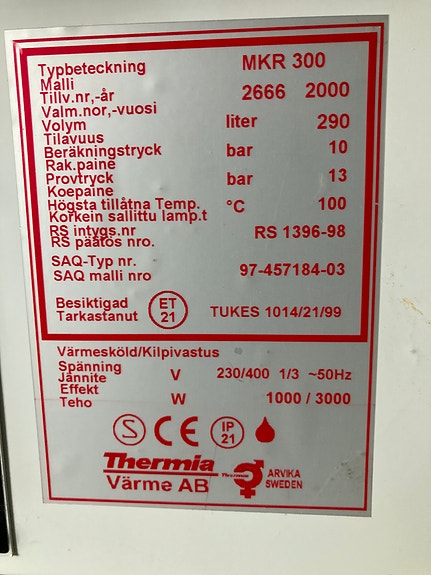 Typbeteckning MKR 300
Malli
Tillv.nr,-år 2666 2000
Valm.nor,-vuosi
Volym liter 290
Tilavuus
Beräkningstryck bar 10
Rak.paine
Provtryck bar 13
Koepaine
Högsta tillåtna Temp. °C 100
Korkein sallittu lamp.t
RS intygs.nr RS 1396-98
RS päätös nro.
SAQ-Typ nr. 97-457184-03
SAQ malli nro
Besiktigad ET TUKES 1014/21/99
Tarkastanut 21
Värmesköld/Kilpivastus
Spänning V 230/400 1/3 ~50Hz
Jännite
Effekt W 1000 / 3000
Teho
S CE IP 21
Thermia Thermia ARVIKA
Värme AB SWEDEN